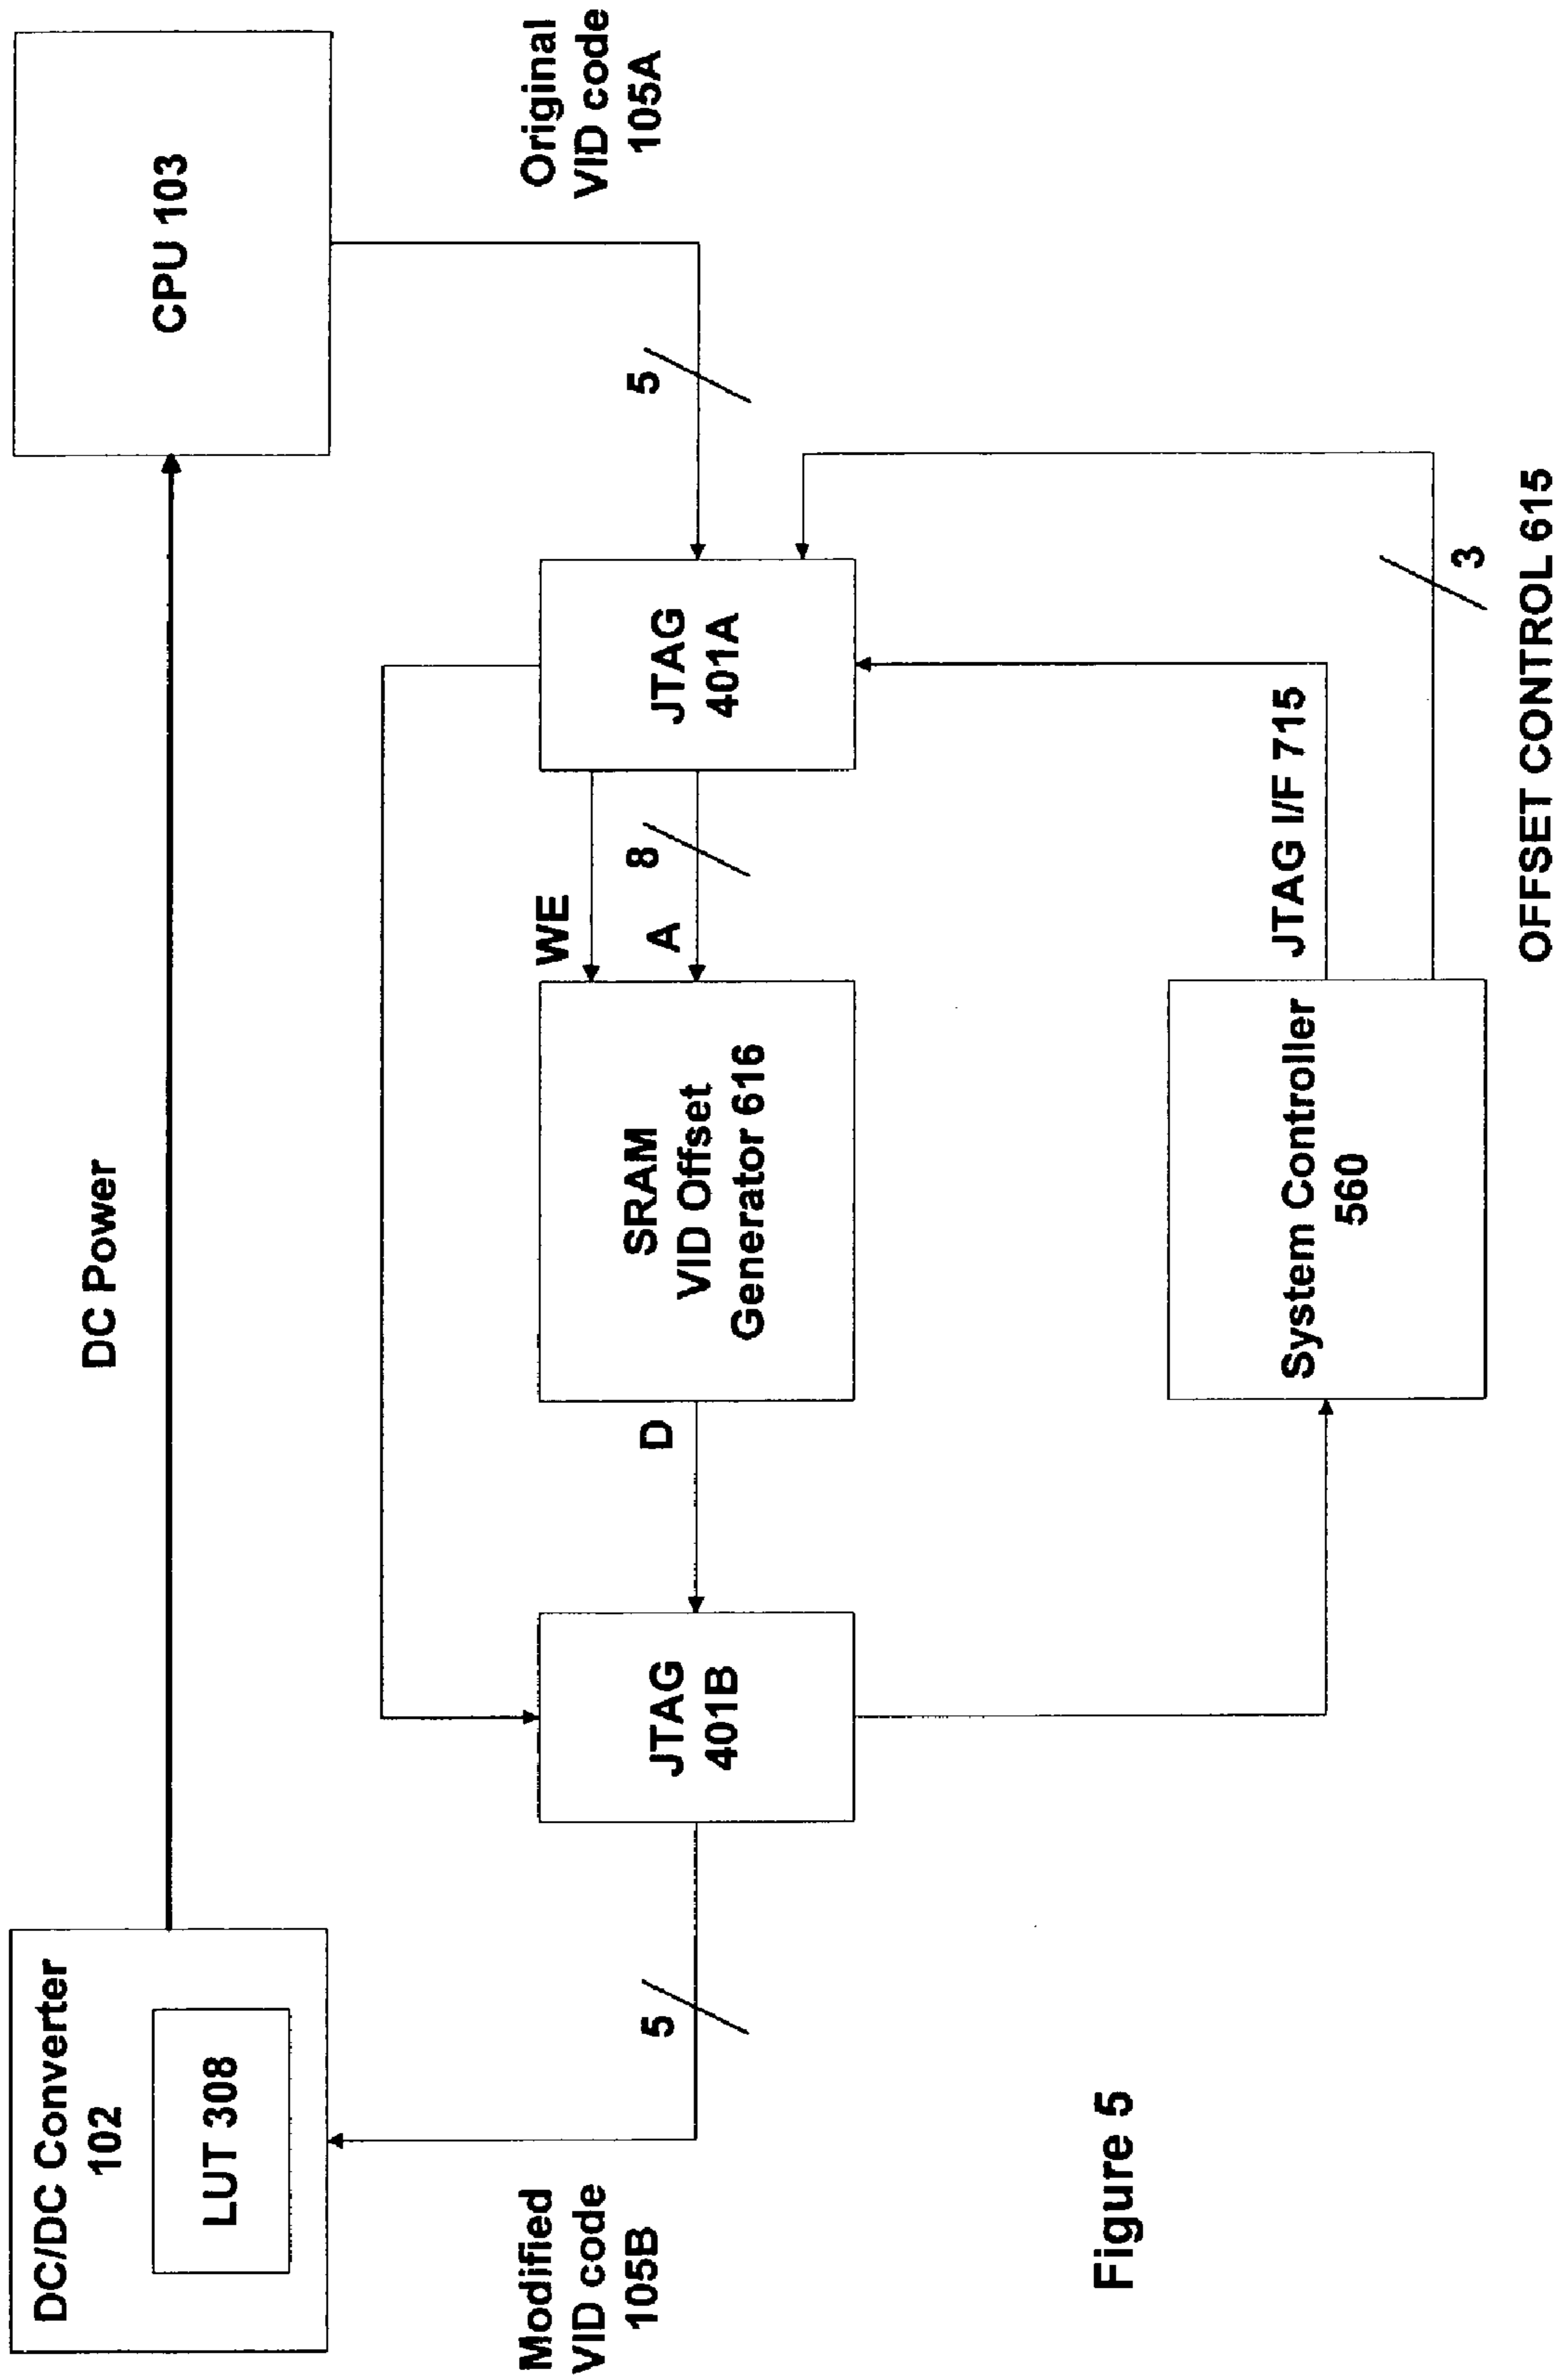 DC/DC Converter
102
LUT 308
DC Power
CPU 103
Modified
VID code
105B
5
JTAG
401B
D
SRAM
VID Offset
Generator 616
WE
A
8
JTAG
401A
5
Original
VID code
105A
System Controller
560
JTAG I/F 715
3
OFFSET CONTROL 615
Figure 5